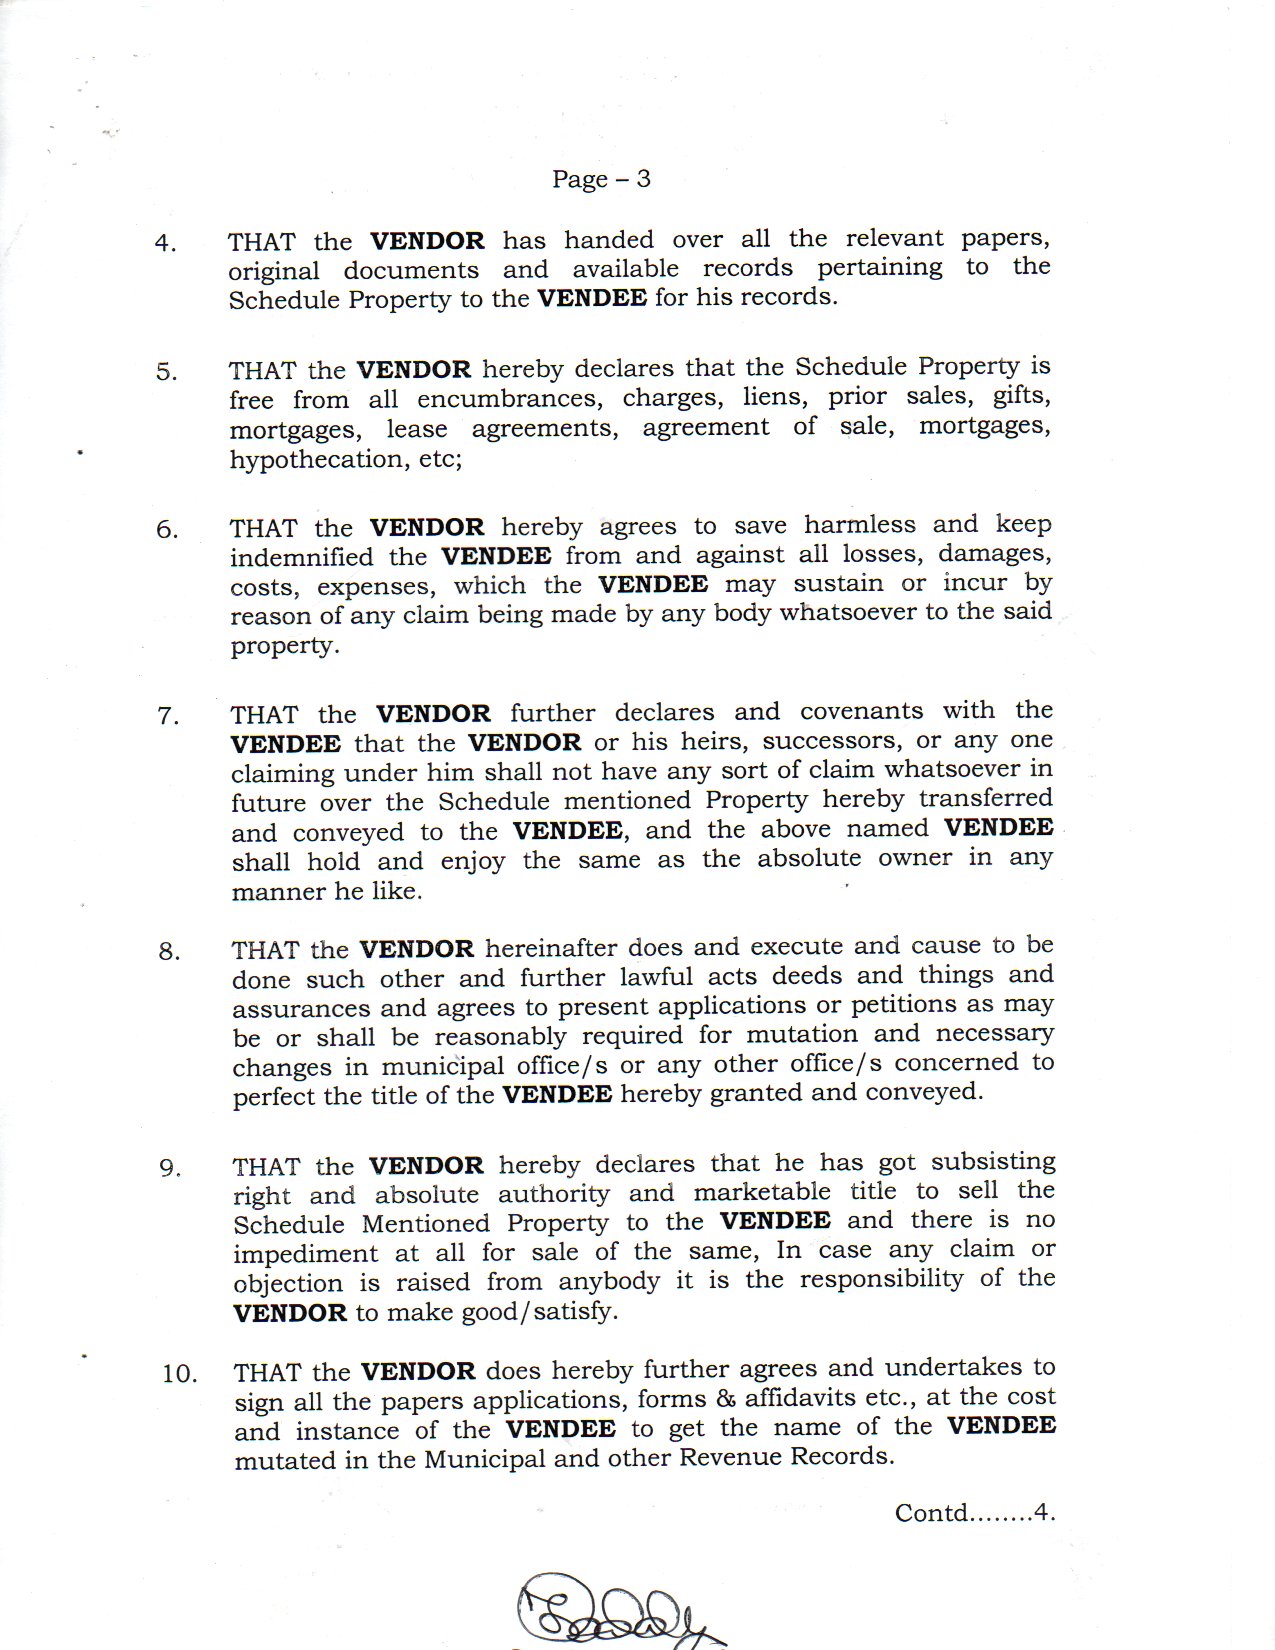 Page – 3
4. THAT the VENDOR has handed over all the relevant papers,
original documents and available records pertaining to the
Schedule Property to the VENDEE for his records.
5. THAT the VENDOR hereby declares that the Schedule Property is
free from all encumbrances, charges, liens, prior sales, gifts,
mortgages, lease agreements, agreement of sale, mortgages,
hypothecation, etc;
6. THAT the VENDOR hereby agrees to save harmless and keep
indemnified the VENDEE from and against all losses, damages,
costs, expenses, which the VENDEE may sustain or incur by
reason of any claim being made by any body whatsoever to the said
property.
7. THAT the VENDOR further declares and covenants with the
VENDEE that the VENDOR or his heirs, successors, or any one
claiming under him shall not have any sort of claim whatsoever in
future over the Schedule mentioned Property hereby transferred
and conveyed to the VENDEE, and the above named VENDEE
shall hold and enjoy the same as the absolute owner in any
manner he like.
8. THAT the VENDOR hereinafter does and execute and cause to be
done such other and further lawful acts deeds and things and
assurances and agrees to present applications or petitions as may
be or shall be reasonably required for mutation and necessary
changes in municipal office/s or any other office/s concerned to
perfect the title of the VENDEE hereby granted and conveyed.
9. THAT the VENDOR hereby declares that he has got subsisting
right and absolute authority and marketable title to sell the
Schedule Mentioned Property to the VENDEE and there is no
impediment at all for sale of the same, In case any claim or
objection is raised from anybody it is the responsibility of the
VENDOR to make good/satisfy.
10. THAT the VENDOR does hereby further agrees and undertakes to
sign all the papers applications, forms & affidavits etc., at the cost
and instance of the VENDEE to get the name of the VENDEE
mutated in the Municipal and other Revenue Records.
Contd........4.